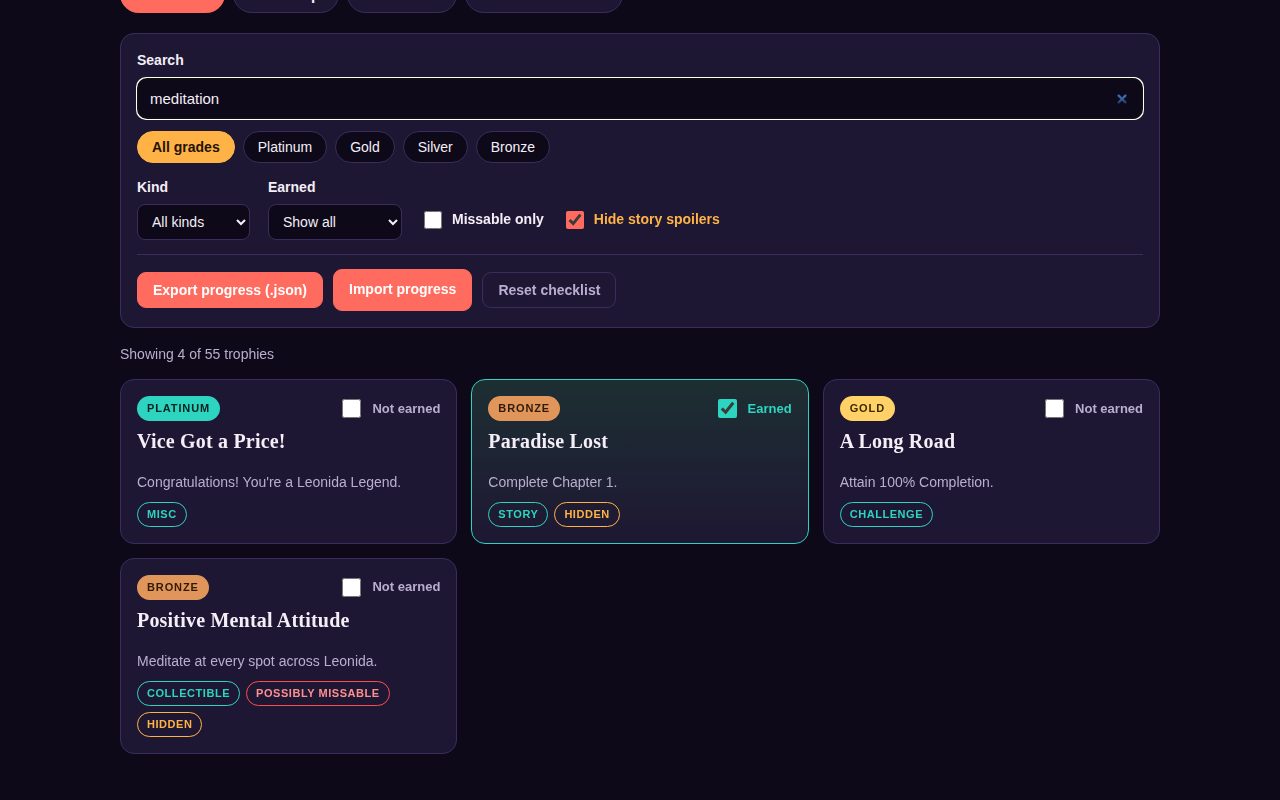 Search
meditation
All grades Platinum Gold Silver Bronze
Kind Earned
All kinds Show all Missable only Hide story spoilers
Export progress (.json) Import progress Reset checklist
Showing 4 of 55 trophies
PLATINUM Not earned
Vice Got a Price!
Congratulations! You're a Leonida Legend.
MISC
BRONZE Earned
Paradise Lost
Complete Chapter 1.
STORY HIDDEN
GOLD Not earned
A Long Road
Attain 100% Completion.
CHALLENGE
BRONZE Not earned
Positive Mental Attitude
Meditate at every spot across Leonida.
COLLECTIBLE POSSIBLY MISSABLE
HIDDEN